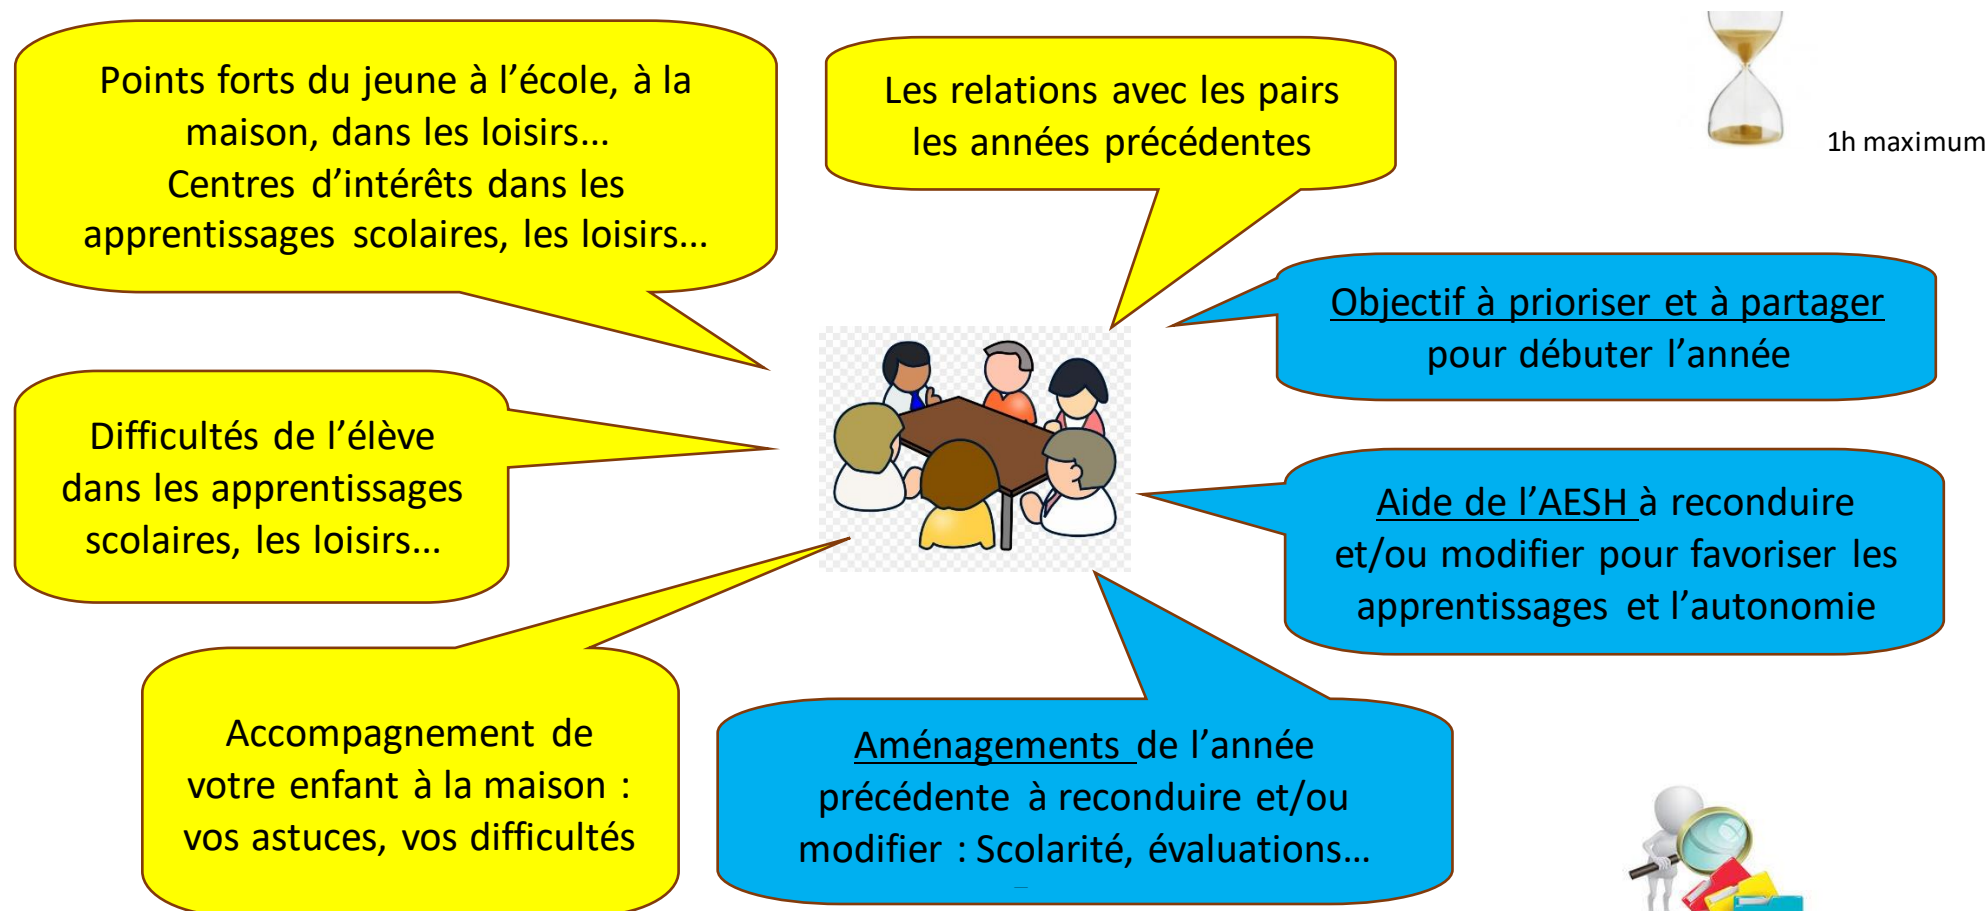 Points forts du jeune à l’école, à la
maison, dans les loisirs…
Centres d’intérêts dans les
apprentissages scolaires, les loisirs…
Les relations avec les pairs
les années précédentes
1h maximum
Objectif à prioriser et à partager
pour débuter l’année
Difficultés de l’élève
dans les apprentissages
scolaires, les loisirs…
Aide de l’AESH à reconduire
et/ou modifier pour favoriser les
apprentissages et l’autonomie
Accompagnement de
votre enfant à la maison :
vos astuces, vos difficultés
Aménagements de l’année
précédente à reconduire et/ou
modifier : Scolarité, évaluations…